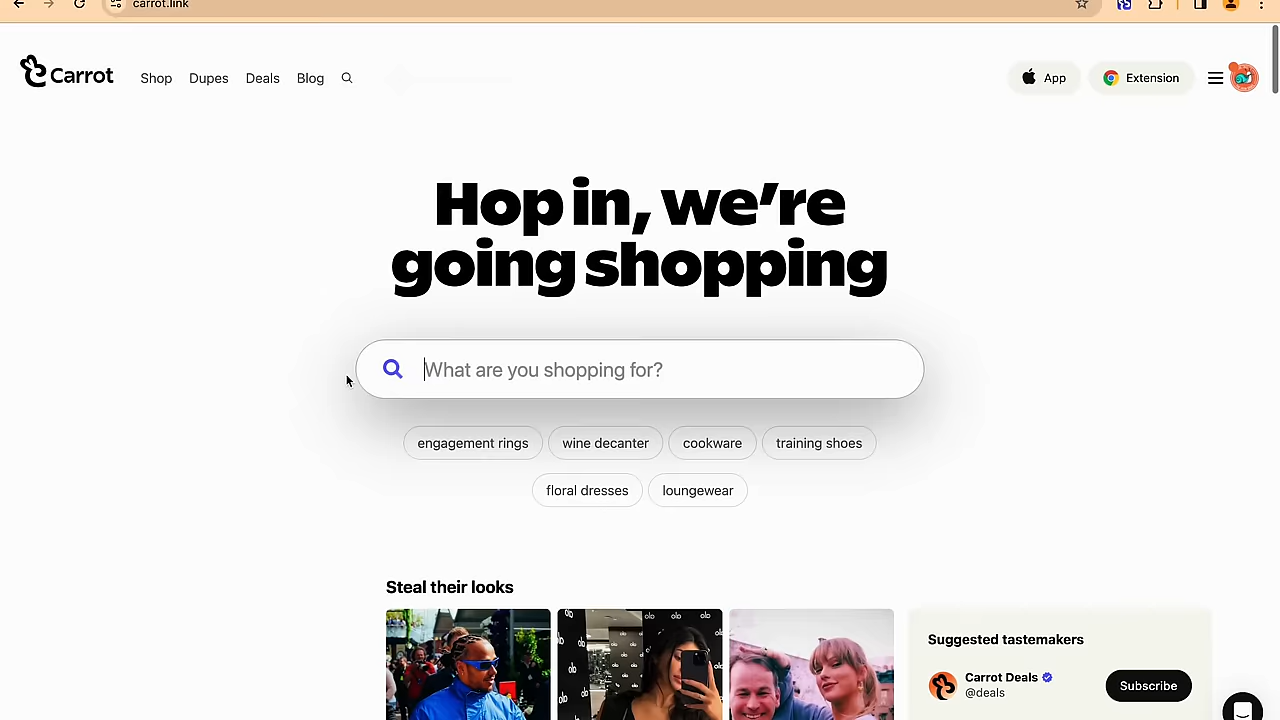 carrot.link
Carrot
Shop
Dupes
Deals
Blog
App
Extension
Hop in, we're
going shopping
What are you shopping for?
engagement rings
wine decanter
cookware
training shoes
floral dresses
loungewear
Steal their looks
Suggested tastemakers
Carrot Deals
@deals
Subscribe